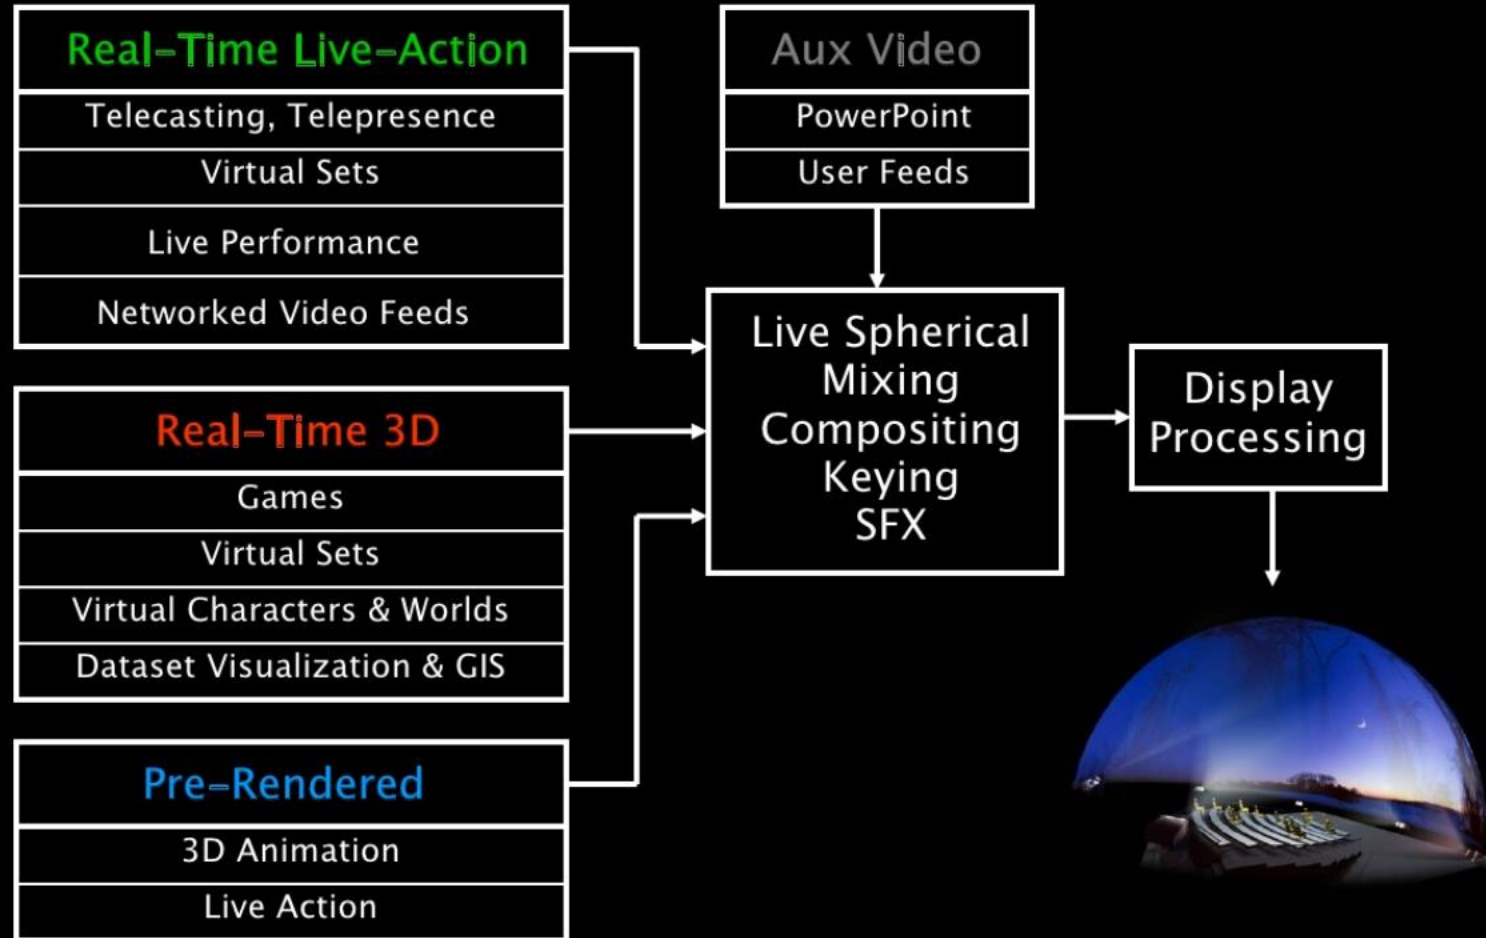 Real-Time Live-Action
Telecasting, Telepresence
Virtual Sets
Live Performance
Networked Video Feeds
Real-Time 3D
Games
Virtual Sets
Virtual Characters & Worlds
Dataset Visualization & GIS
Pre-Rendered
3D Animation
Live Action
Aux Video
PowerPoint
User Feeds
Live Spherical
Mixing
Compositing
Keying
SFX
Display
Processing